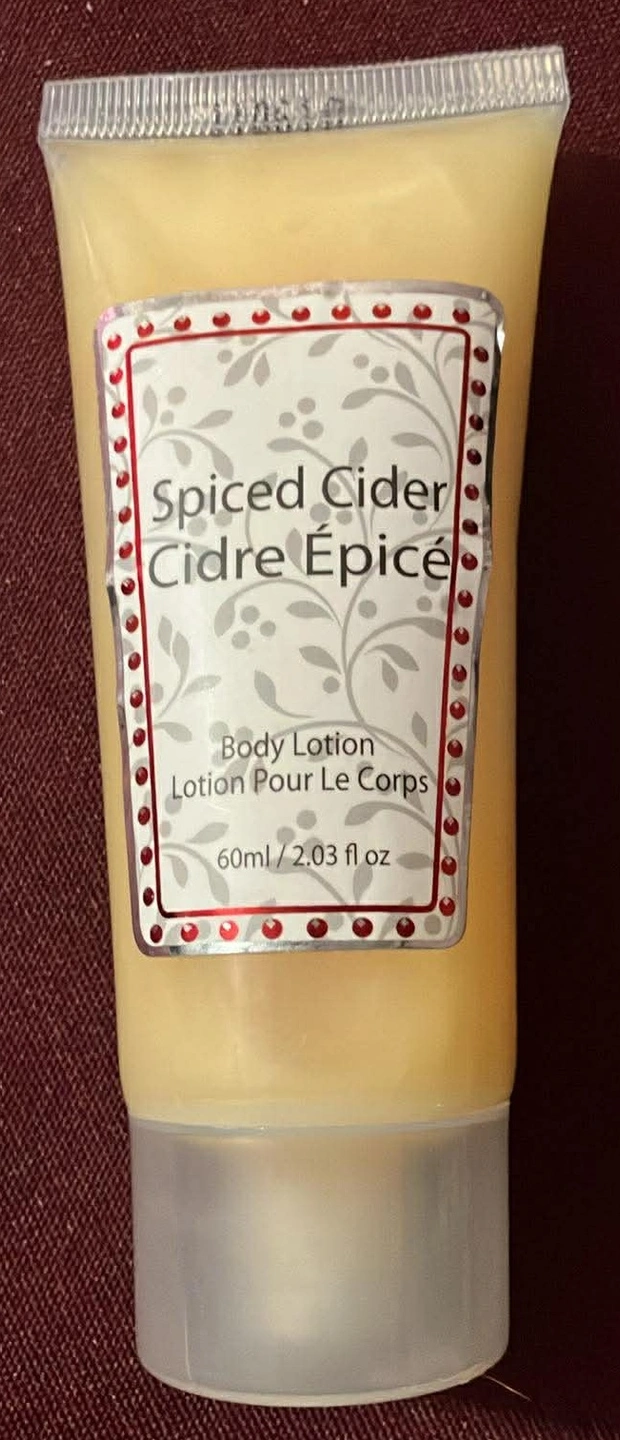 Spiced Cider
Cidre Épicé
Body Lotion
Lotion Pour Le Corps
60ml / 2.03 fl oz